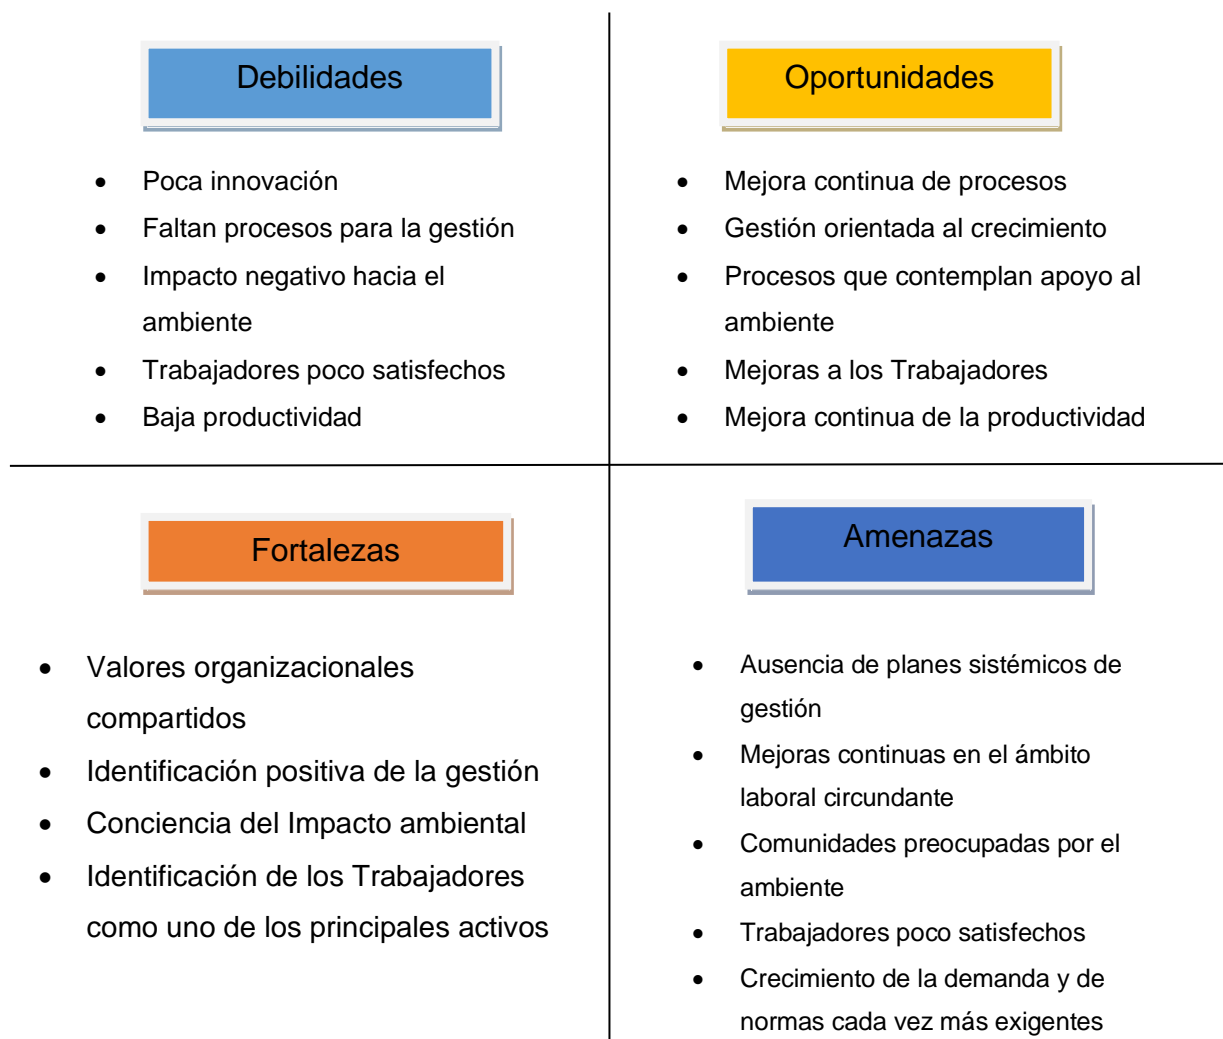 Debilidades
Poca innovación
Faltan procesos para la gestión
Impacto negativo hacia el
ambiente
Trabajadores poco satisfechos
Baja productividad
Oportunidades
Mejora continua de procesos
Gestión orientada al crecimiento
Procesos que contemplan apoyo al
ambiente
Mejoras a los Trabajadores
Mejora continua de la productividad
Fortalezas
Valores organizacionales
compartidos
Identificación positiva de la gestión
Conciencia del Impacto ambiental
Identificación de los Trabajadores
como uno de los principales activos
Amenazas
Ausencia de planes sistémicos de
gestión
Mejoras continuas en el ámbito
laboral circundante
Comunidades preocupadas por el
ambiente
Trabajadores poco satisfechos
Crecimiento de la demanda y de
normas cada vez más exigentes